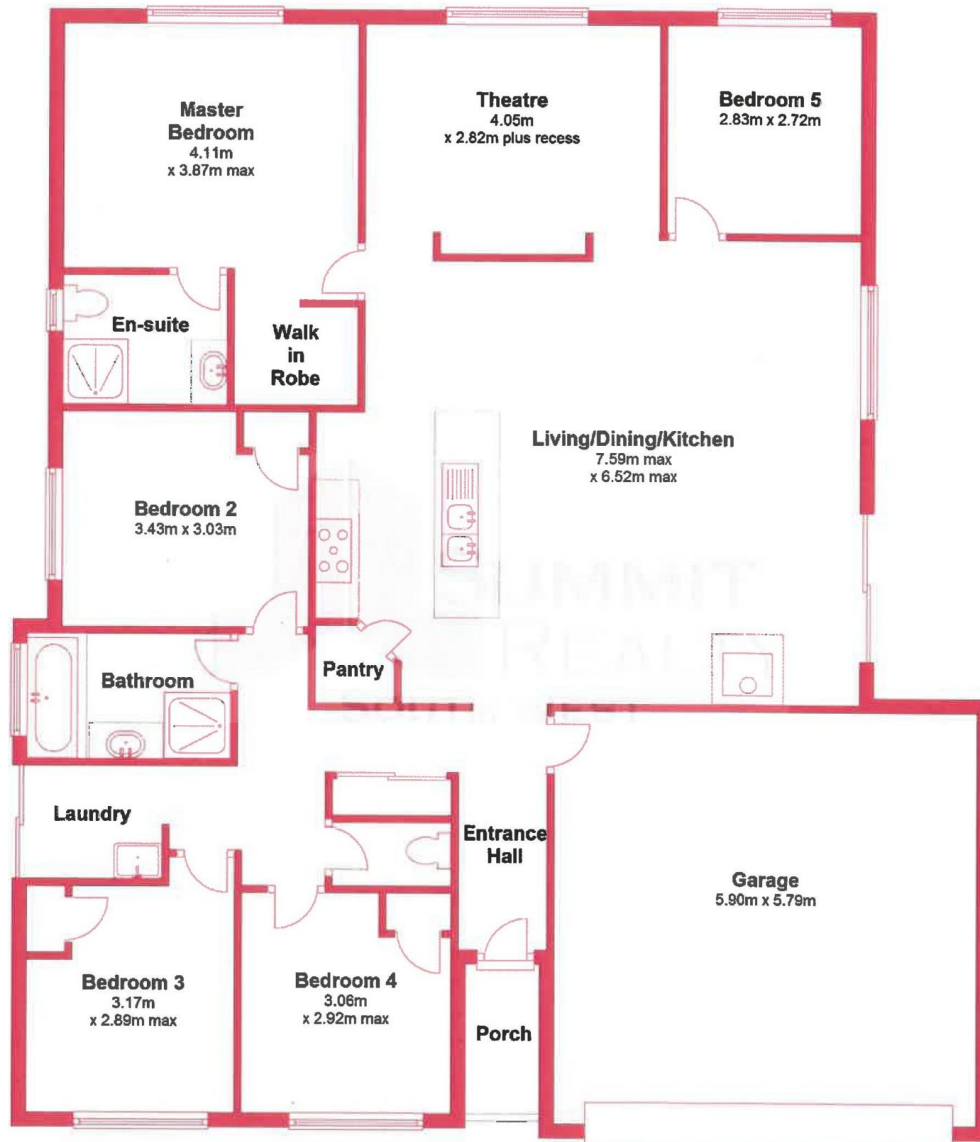 Master
Bedroom
4.11m
x 3.87m max
Theatre
4.05m
x 2.82m plus recess
Bedroom 5
2.83m x 2.72m
En-suite
Walk
in
Robe
Living/Dining/Kitchen
7.59m max
x 6.52m max
Bedroom 2
3.43m x 3.03m
SUMMIT
REALTY
SOUTH WEST
Pantry
Bathroom
Laundry
Entrance
Hall
Garage
5.90m x 5.79m
Bedroom 3
3.17m
x 2.89m max
Bedroom 4
3.06m
x 2.92m max
Porch